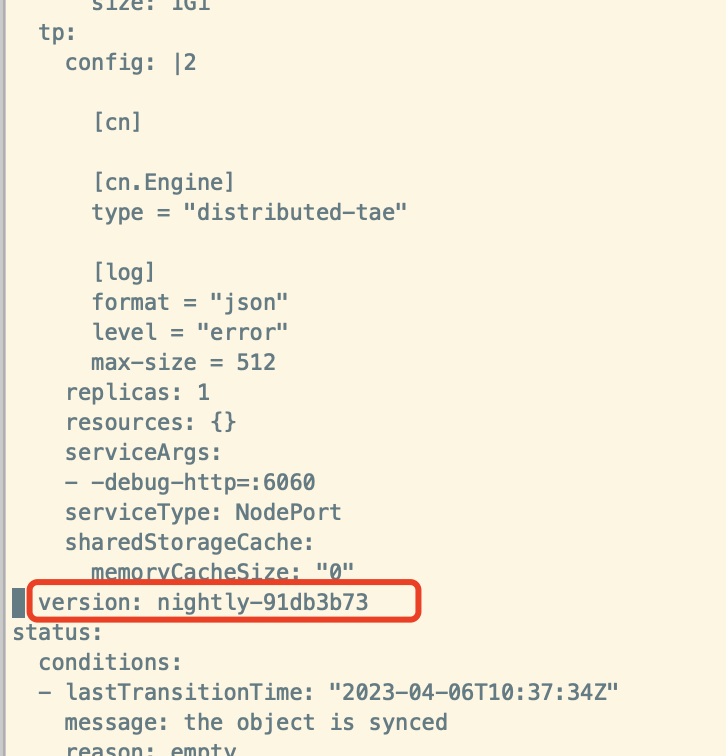 size: 1Gi
tp:
config: |2
[cn]
[cn.Engine]
type = "distributed-tae"
[log]
format = "json"
level = "error"
max-size = 512
replicas: 1
resources: {}
serviceArgs:
- -debug-http=:6060
serviceType: NodePort
sharedStorageCache:
memoryCacheSize: "0"
version: nightly-91db3b73
status:
conditions:
- lastTransitionTime: "2023-04-06T10:37:34Z"
message: the object is synced
reason: empty